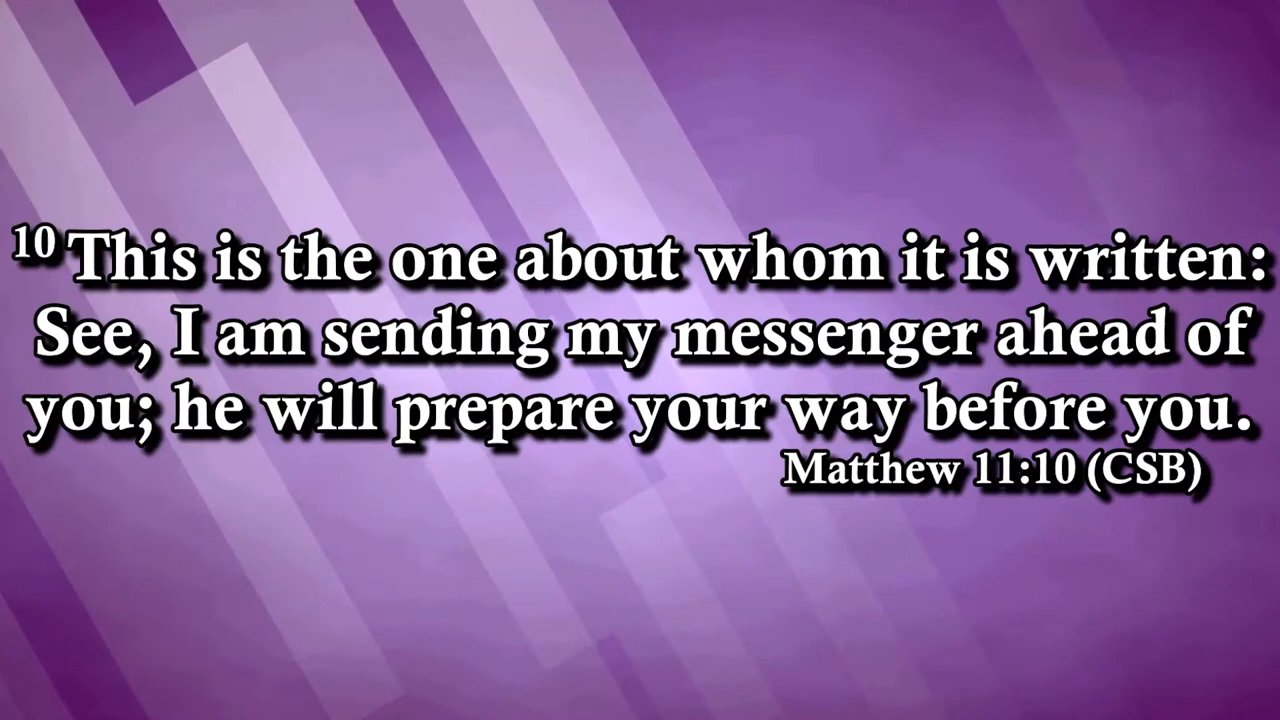 10 This is the one about whom it is written:
See, I am sending my messenger ahead of
you; he will prepare your way before you.
Matthew 11:10 (CSB)